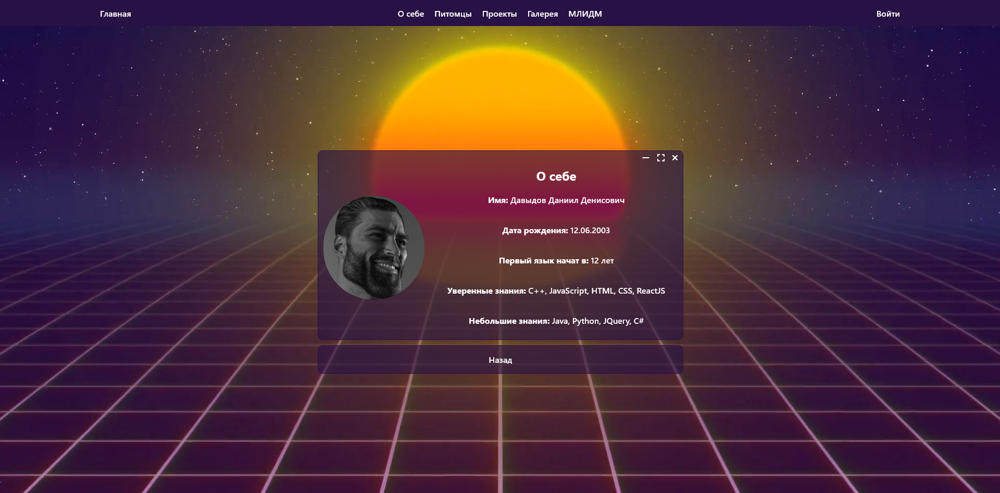 Главная
О себе Питомцы Проекты Галерея МЛИДМ
Войти
О себе
Имя: Давыдов Даниил Денисович
Дата рождения: 12.06.2003
Первый язык начат в: 12 лет
Уверенные знания: C++, JavaScript, HTML, CSS, ReactJS
Небольшие знания: Java, Python, JQuery, C#
Назад